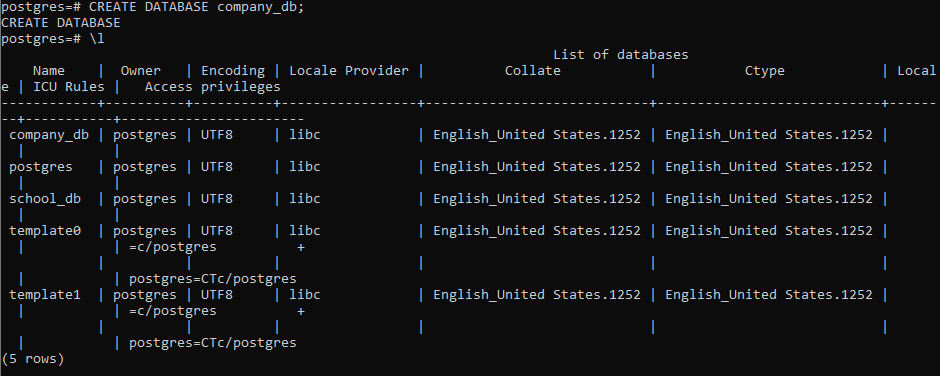 postgres=# CREATE DATABASE company_db;
CREATE DATABASE
postgres=# \l
                                                                     List of databases
    Name    |  Owner   | Encoding | Locale Provider |          Collate           |           Ctype            | Local
e | ICU Rules |   Access privileges
------------+----------+----------+-----------------+----------------------------+----------------------------+------
--+-----------+-----------------------
 company_db | postgres | UTF8     | libc            | English_United States.1252 | English_United States.1252 |
  |           |
 postgres   | postgres | UTF8     | libc            | English_United States.1252 | English_United States.1252 |
  |           |
 school_db  | postgres | UTF8     | libc            | English_United States.1252 | English_United States.1252 |
  |           |
 template0  | postgres | UTF8     | libc            | English_United States.1252 | English_United States.1252 |
  |           | =c/postgres          +
            |          |          |                 |                            |                            |
  |           | postgres=CTc/postgres
 template1  | postgres | UTF8     | libc            | English_United States.1252 | English_United States.1252 |
  |           | =c/postgres          +
            |          |          |                 |                            |                            |
  |           | postgres=CTc/postgres
(5 rows)